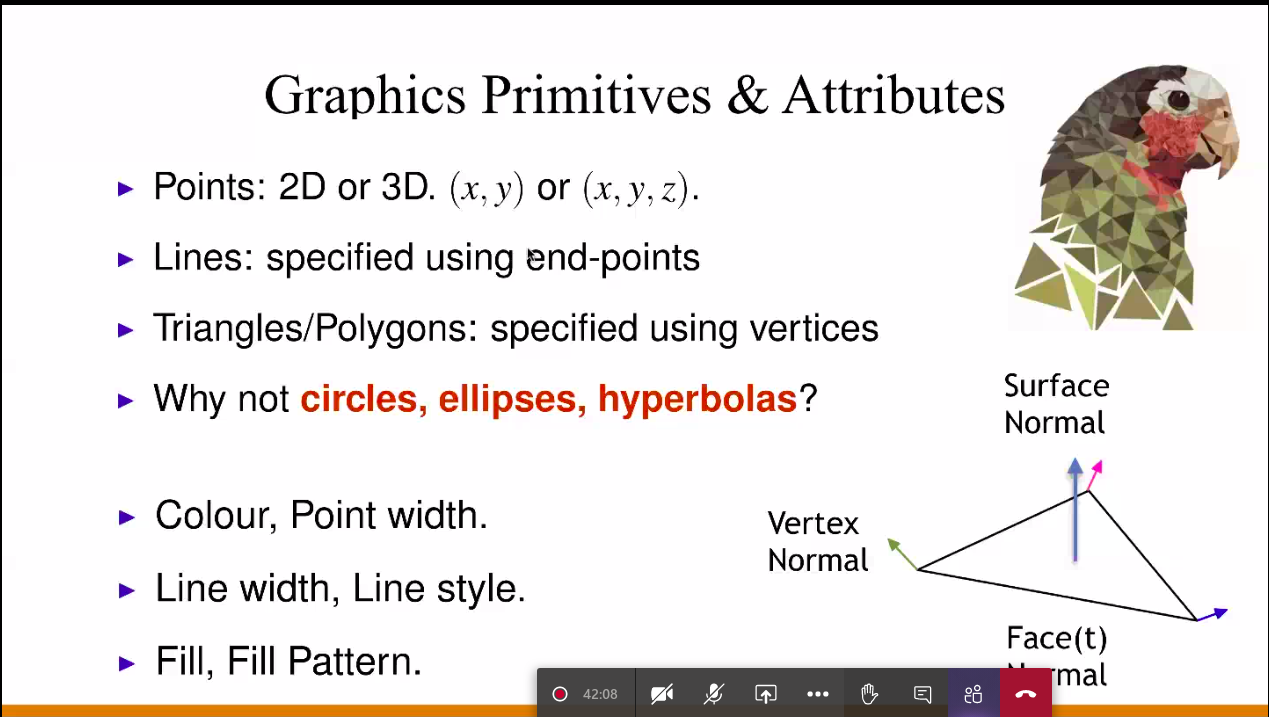 Graphics Primitives & Attributes
Points: 2D or 3D. (x, y) or (x, y, z).
Lines: specified using end-points
Triangles/Polygons: specified using vertices
Why not circles, ellipses, hyperbolas?
Colour, Point width.
Line width, Line style.
Fill, Fill Pattern.
Surface
Normal
Vertex
Normal
Face(t)
42:08